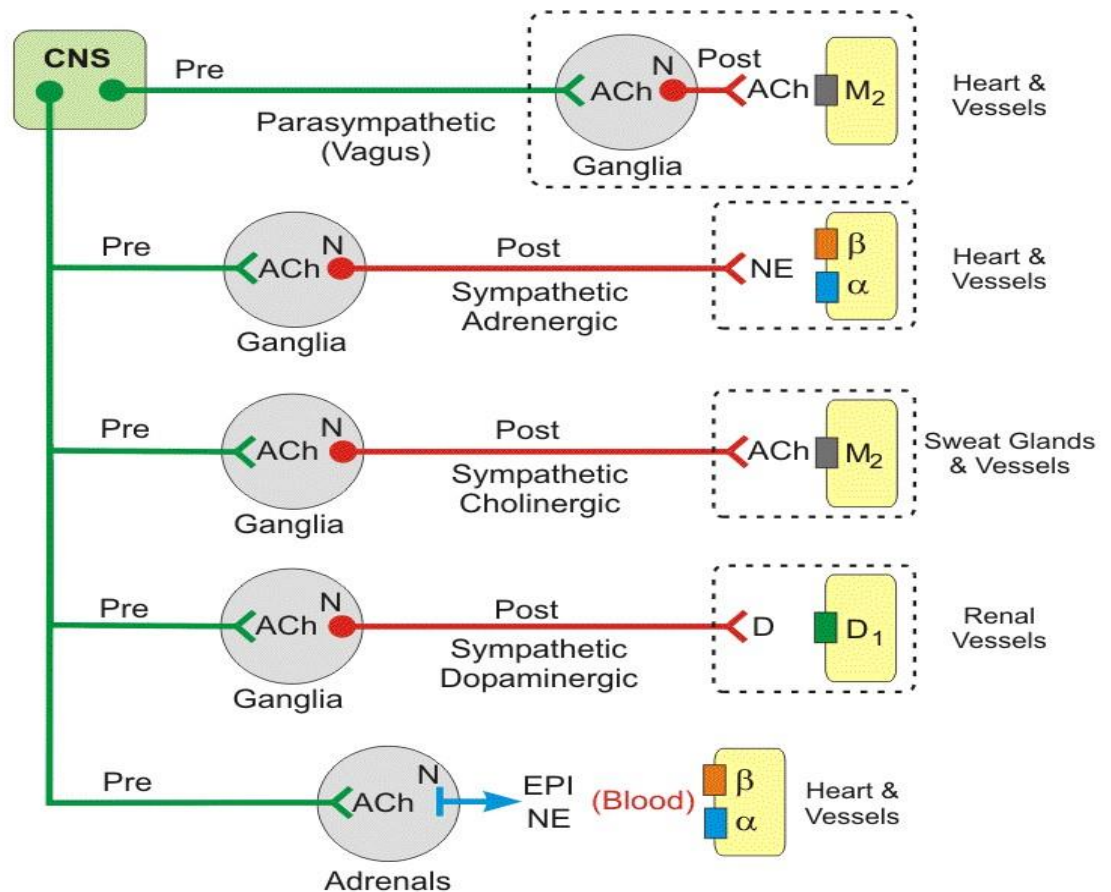 CNS
Pre
Parasympathetic
(Vagus)
ACh
N
Ganglia
Post
ACh
M2
Heart &
Vessels
Pre
ACh
N
Ganglia
Post
Sympathetic
Adrenergic
NE
β
α
Heart &
Vessels
Pre
ACh
N
Ganglia
Post
Sympathetic
Cholinergic
ACh
M2
Sweat Glands
& Vessels
Pre
ACh
N
Ganglia
Post
Sympathetic
Dopaminergic
D
D1
Renal
Vessels
Pre
ACh
N
Adrenals
EPI
NE
(Blood)
β
α
Heart &
Vessels